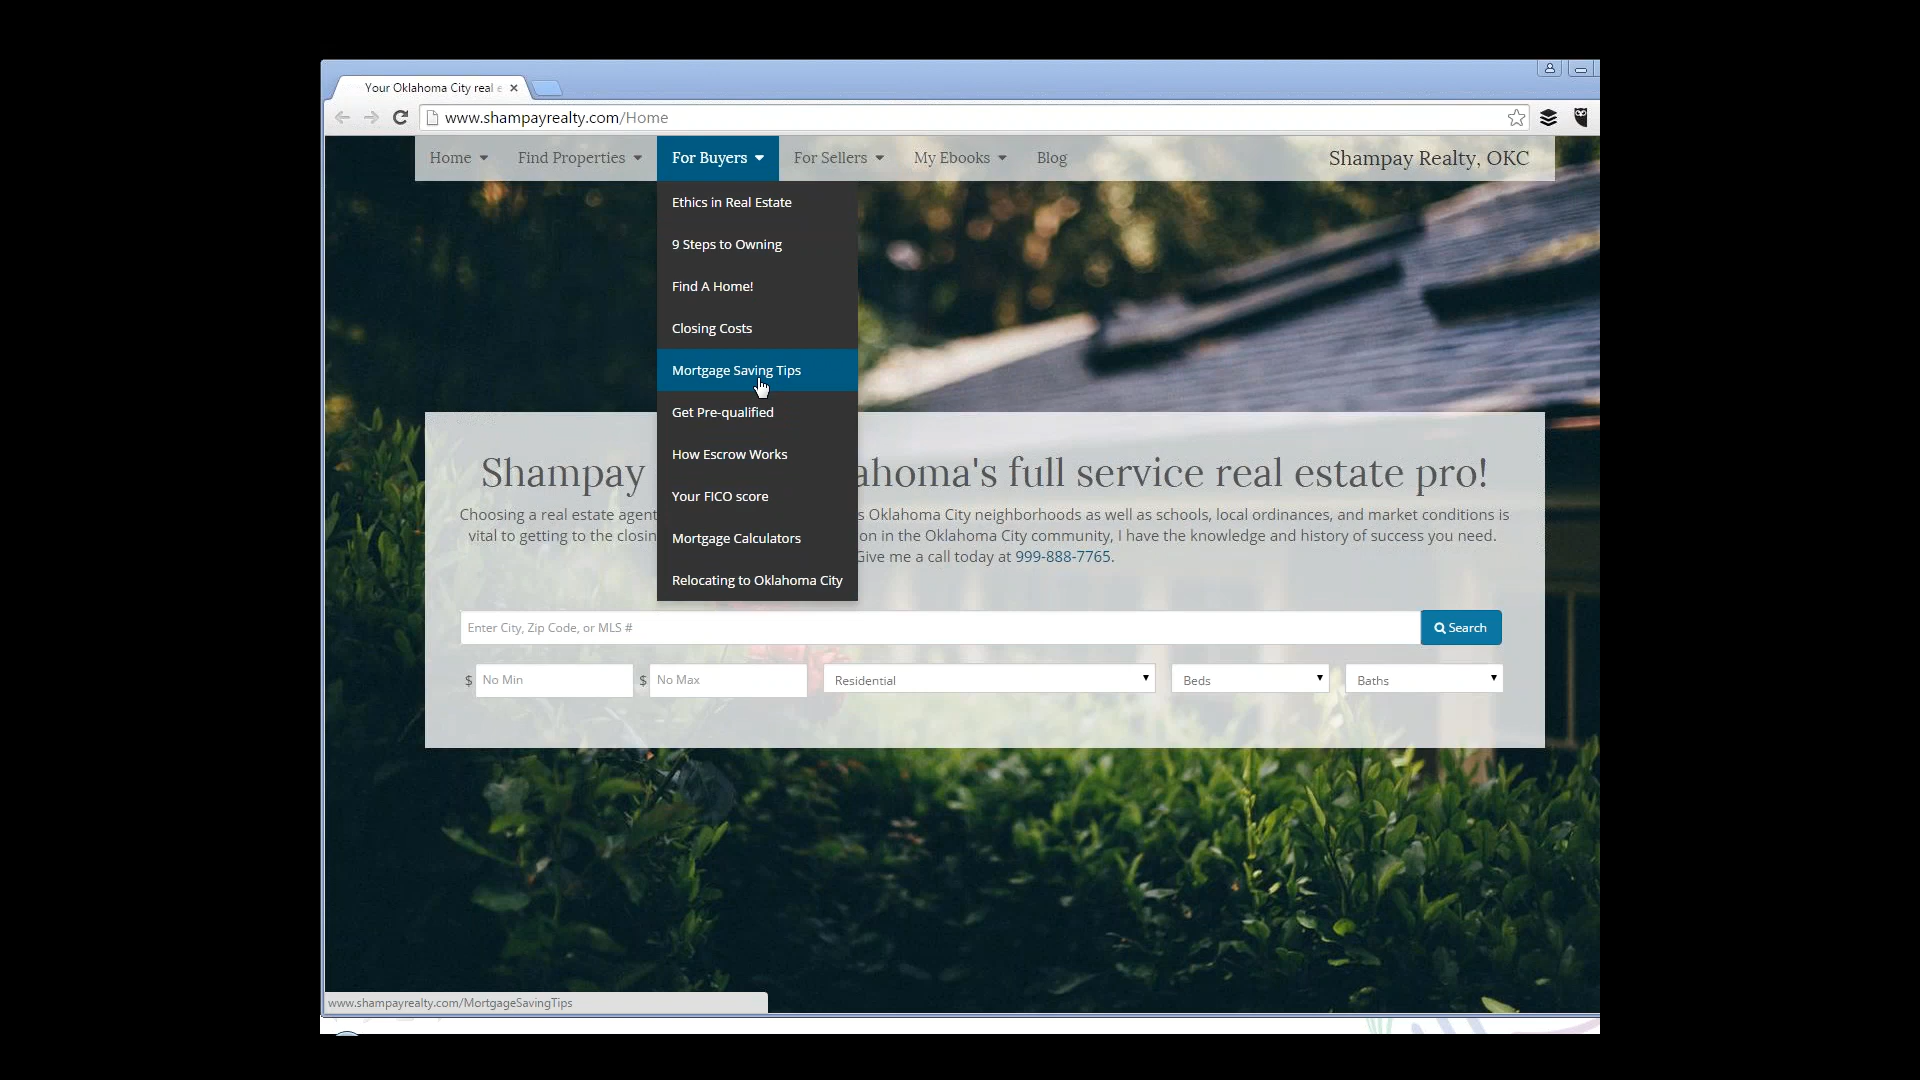 Your Oklahoma City real e
www.shampayrealty.com/Home
Home
Find Properties
For Buyers
For Sellers
My Ebooks
Blog
Shampay Realty, OKC
Ethics in Real Estate
9 Steps to Owning
Find A Home!
Closing Costs
Mortgage Saving Tips
Get Pre-qualified
How Escrow Works
Your FICO score
Mortgage Calculators
Relocating to Oklahoma City
Shampay ahoma's full service real estate pro!
Choosing a real estate agent s Oklahoma City neighborhoods as well as schools, local ordinances, and market conditions is
vital to getting to the closin on in the Oklahoma City community, I have the knowledge and history of success you need.
Give me a call today at 999-888-7765.
Enter City, Zip Code, or MLS #
Search
$ No Min
$ No Max
Residential
Beds
Baths
www.shampayrealty.com/MortgageSavingTips